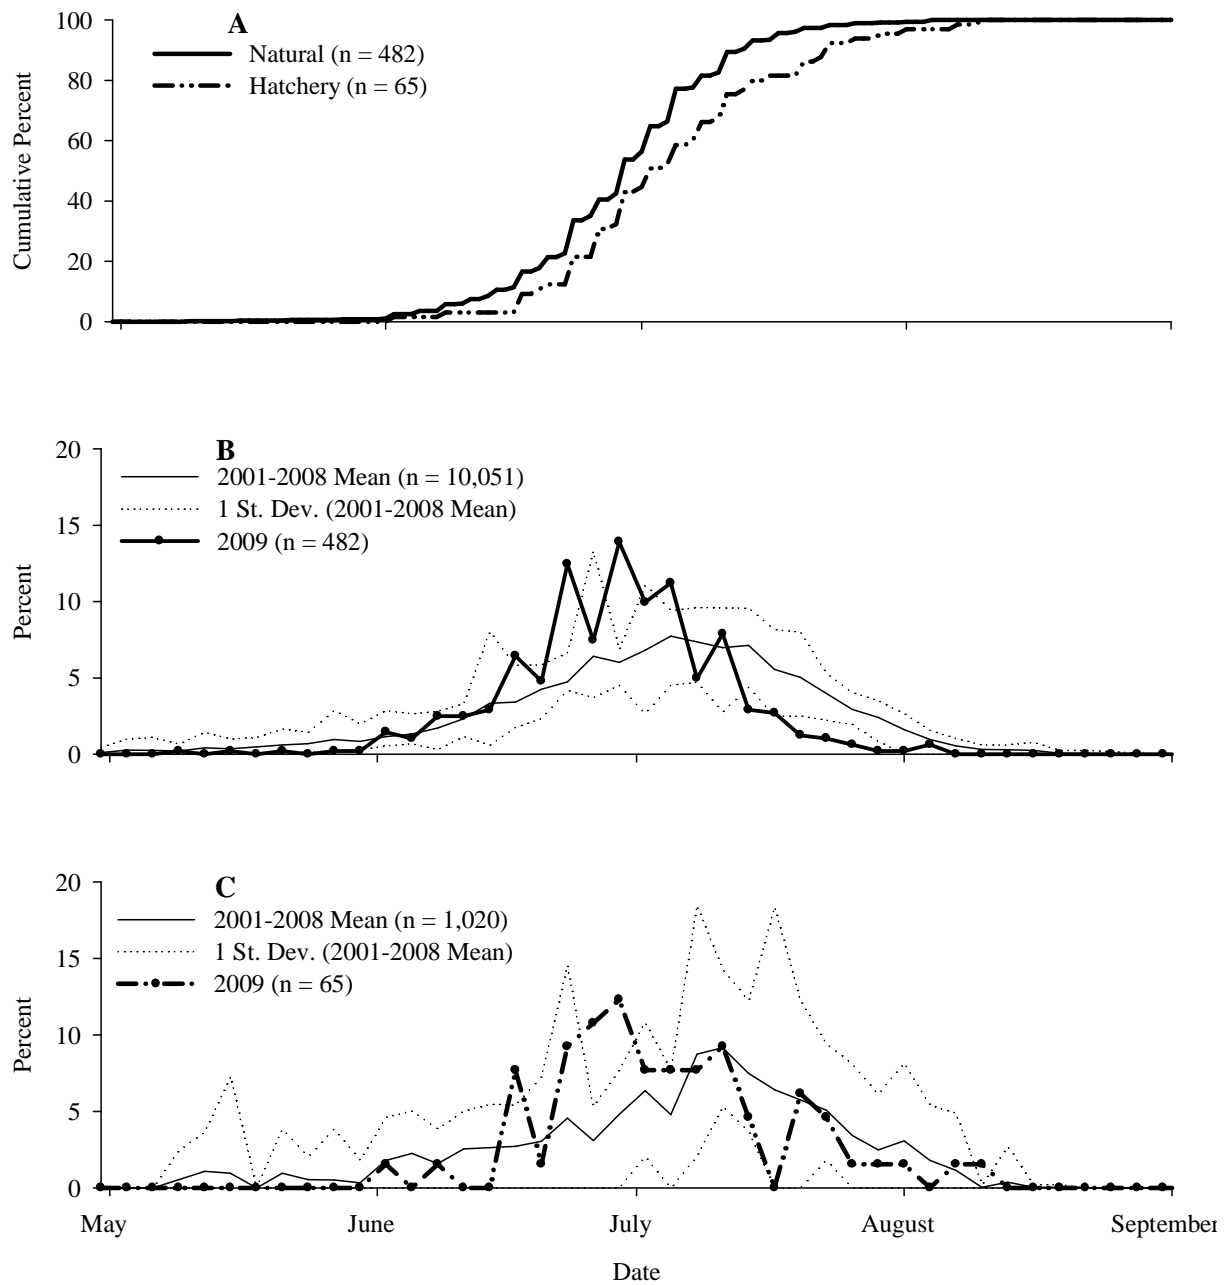 A
100
Natural (n = 482)
Hatchery (n = 65)
80
60
40
20
0
Cumulative Percent
B
20
2001-2008 Mean (n = 10,051)
1 St. Dev. (2001-2008 Mean)
2009 (n = 482)
15
10
5
0
Percent
C
20
2001-2008 Mean (n = 1,020)
1 St. Dev. (2001-2008 Mean)
2009 (n = 65)
15
10
5
0
Percent
May June July August September
Date